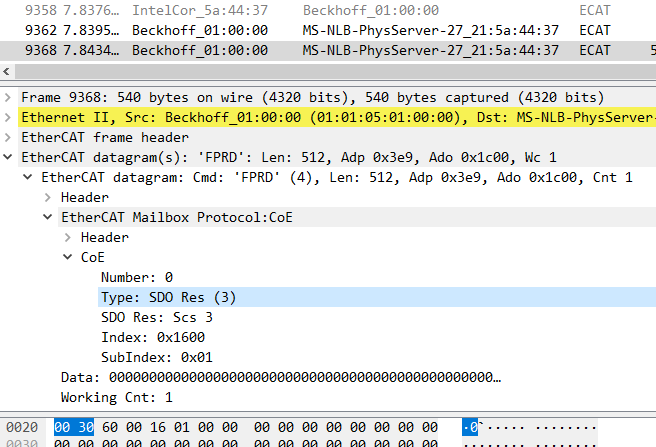 9358 7.8376… IntelCor_5a:44:37 Beckhoff_01:00:00 ECAT
9362 7.8395… Beckhoff_01:00:00 MS-NLB-PhysServer-27_21:5a:44:37 ECAT
9368 7.8434… Beckhoff_01:00:00 MS-NLB-PhysServer-27_21:5a:44:37 ECAT 5
Frame 9368: 540 bytes on wire (4320 bits), 540 bytes captured (4320 bits)
Ethernet II, Src: Beckhoff_01:00:00 (01:01:05:01:00:00), Dst: MS-NLB-PhysServer-
EtherCAT frame header
EtherCAT datagram(s): 'FPRD': Len: 512, Adp 0x3e9, Ado 0x1c00, Wc 1
EtherCAT datagram: Cmd: 'FPRD' (4), Len: 512, Adp 0x3e9, Ado 0x1c00, Cnt 1
Header
EtherCAT Mailbox Protocol:CoE
Header
CoE
Number: 0
Type: SDO Res (3)
SDO Res: Scs 3
Index: 0x1600
SubIndex: 0x01
Data: 000000000000000000000000000000000000000000000000…
Working Cnt: 1
0020 00 30 60 00 16 01 00 00 00 00 00 00 00 00 00 00 ·0`····· ········